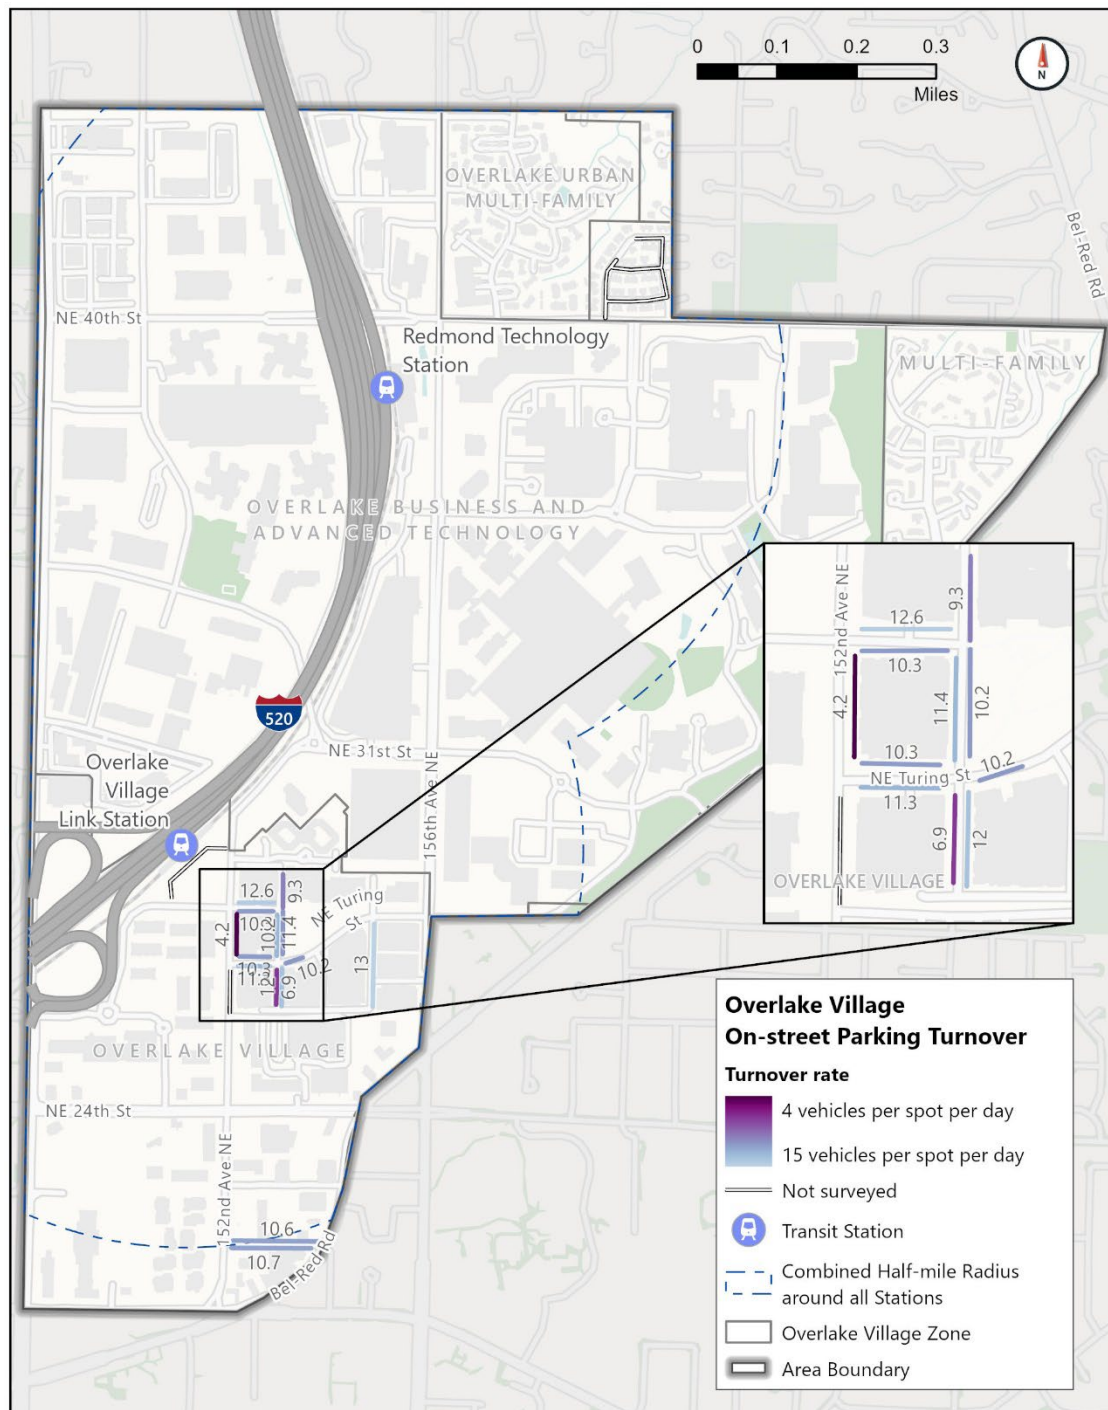 0 0.1 0.2 0.3
Miles
N
OVERLAKE URBAN
MULTI-FAMILY
Bel-Red Rd
NE 40th St
Redmond Technology
Station
MULTI-FAMILY
OVERLAKE BUSINESS AND
ADVANCED TECHNOLOGY
520
NE 31st St
156th Ave NE
Overlake
Village
Link Station
152nd Ave NE
9.3
12.6
10.3
4.2
11.4
10.2
10.3
10.2
NE Turing St
11.3
6.9
12
OVERLAKE VILLAGE
12.6
9.3
NE Turing
St
10.2
11.4
4.2
10.2
6.9
13
OVERLAKE VILLAGE
NE 24th St
152nd Ave NE
10.6
10.7
Bel-Red Rd
Overlake Village
On-street Parking Turnover
Turnover rate
4 vehicles per spot per day
15 vehicles per spot per day
Not surveyed
Transit Station
Combined Half-mile Radius
around all Stations
Overlake Village Zone
Area Boundary